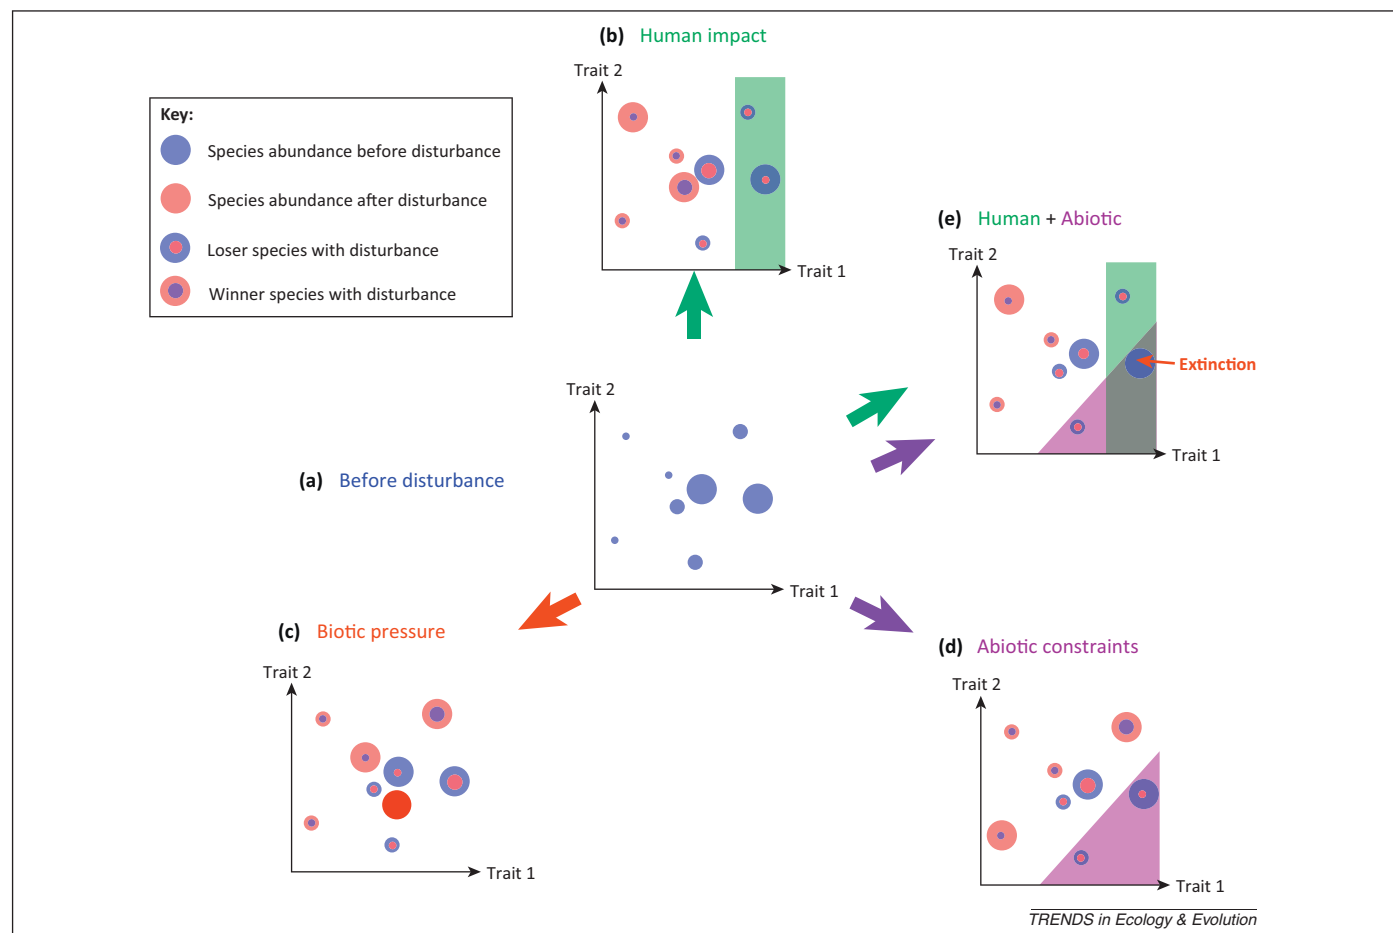 (b) Human impact
Trait 2
Trait 1
Key:
Species abundance before disturbance
Species abundance after disturbance
Loser species with disturbance
Winner species with disturbance
(e) Human + Abiotic
Trait 2
Extinction
Trait 1
Trait 2
(a) Before disturbance
Trait 1
(c) Biotic pressure
Trait 2
Trait 1
(d) Abiotic constraints
Trait 2
Trait 1
TRENDS in Ecology & Evolution